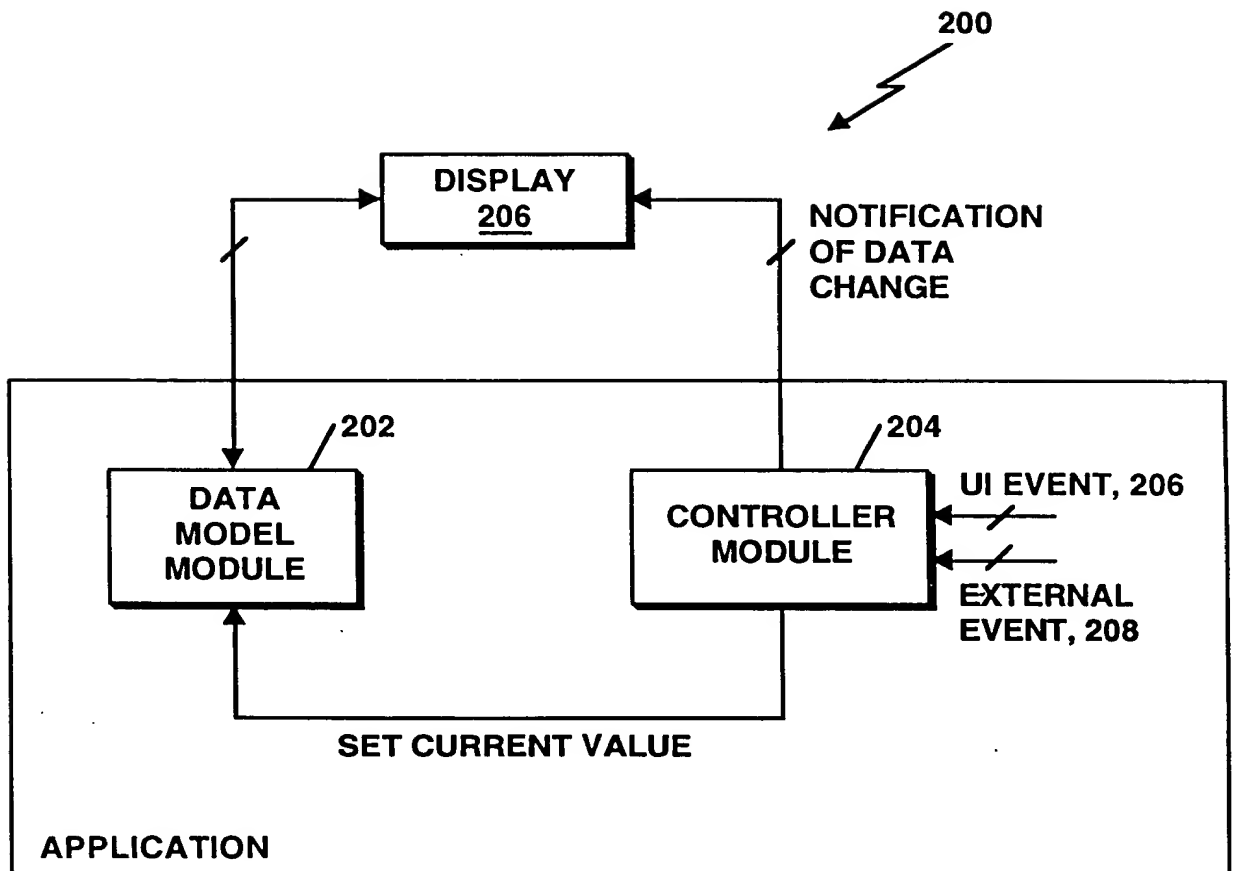 200
DISPLAY
206
NOTIFICATION
OF DATA
CHANGE
202
204
DATA
MODEL
MODULE
CONTROLLER
MODULE
UI EVENT, 206
EXTERNAL
EVENT, 208
SET CURRENT VALUE
APPLICATION